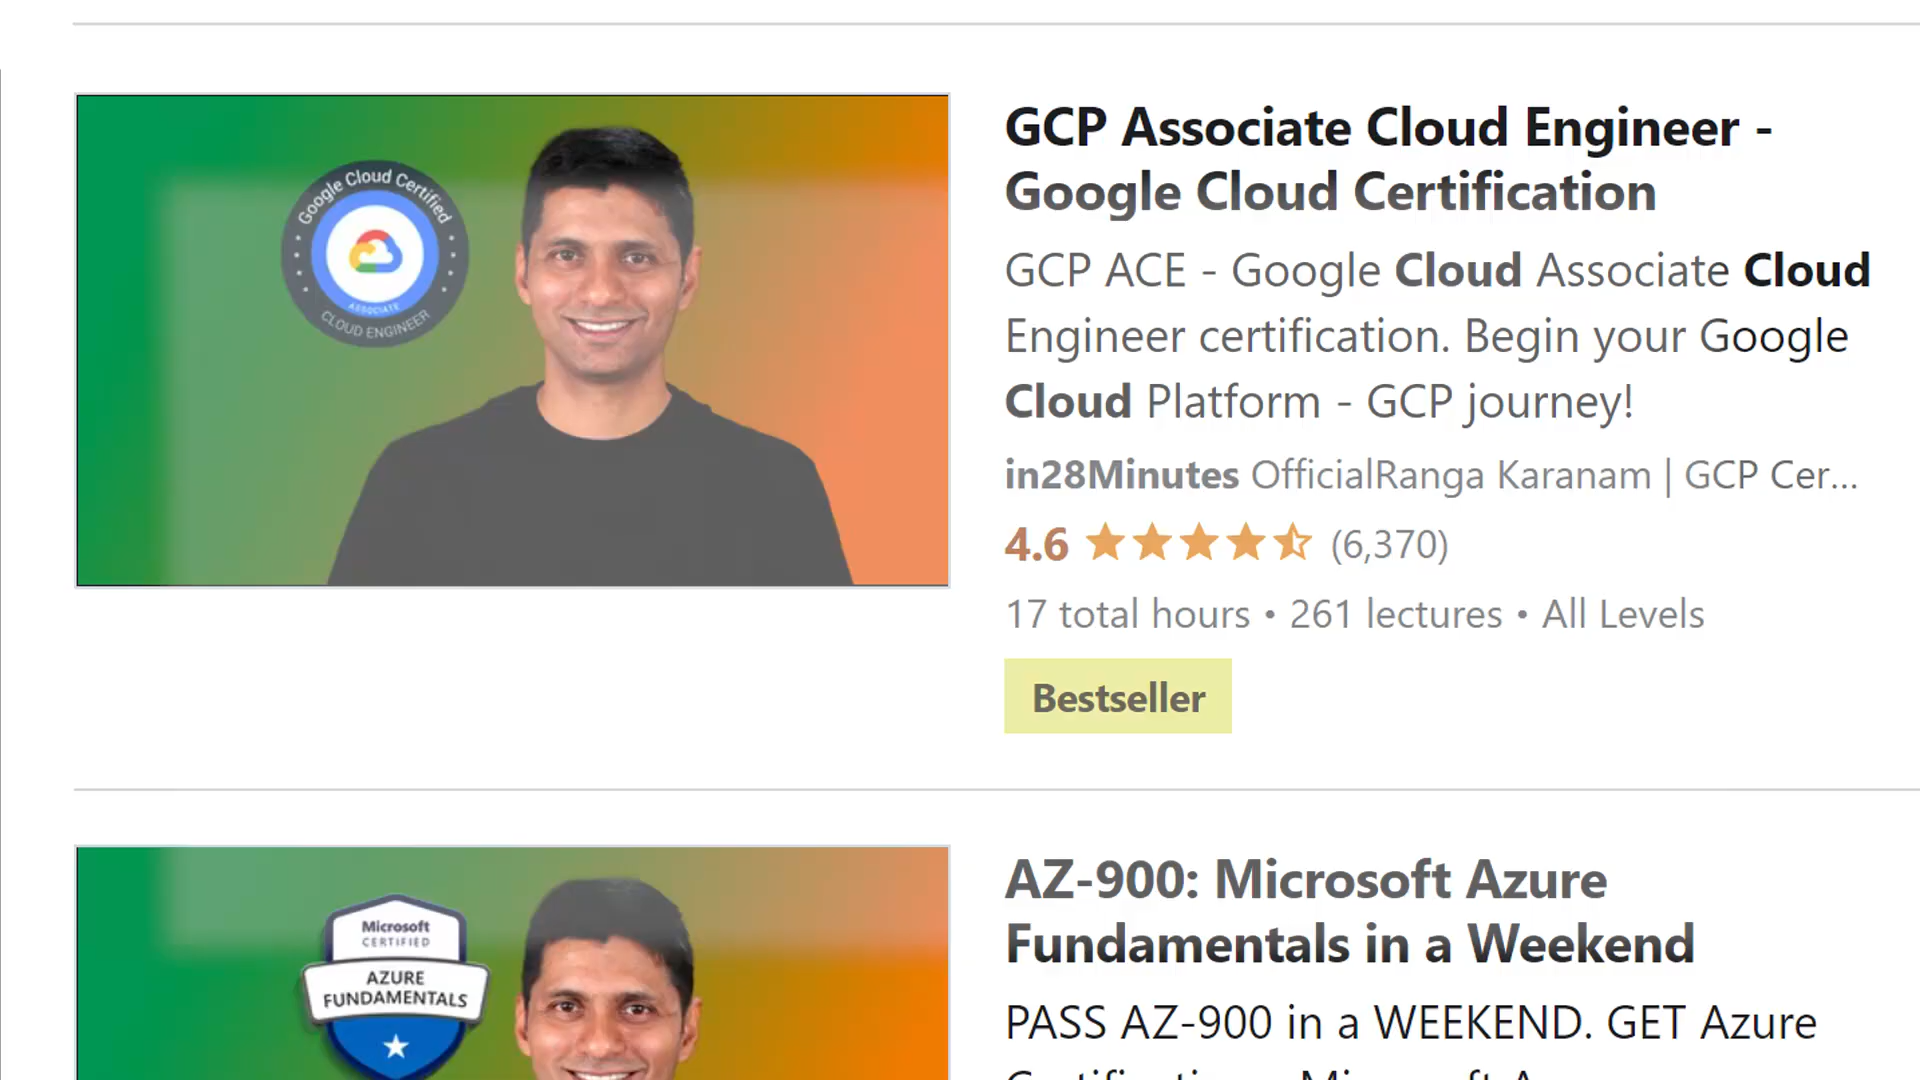 GCP Associate Cloud Engineer -
Google Cloud Certification
GCP ACE - Google Cloud Associate Cloud
Engineer certification. Begin your Google
Cloud Platform - GCP journey!
in28Minutes OfficialRanga Karanam | GCP Cer...
4.6 (6,370)
17 total hours • 261 lectures • All Levels
Bestseller
Google Cloud Certified
ASSOCIATE
CLOUD ENGINEER
AZ-900: Microsoft Azure
Fundamentals in a Weekend
PASS AZ-900 in a WEEKEND. GET Azure
Microsoft
CERTIFIED
AZURE
FUNDAMENTALS